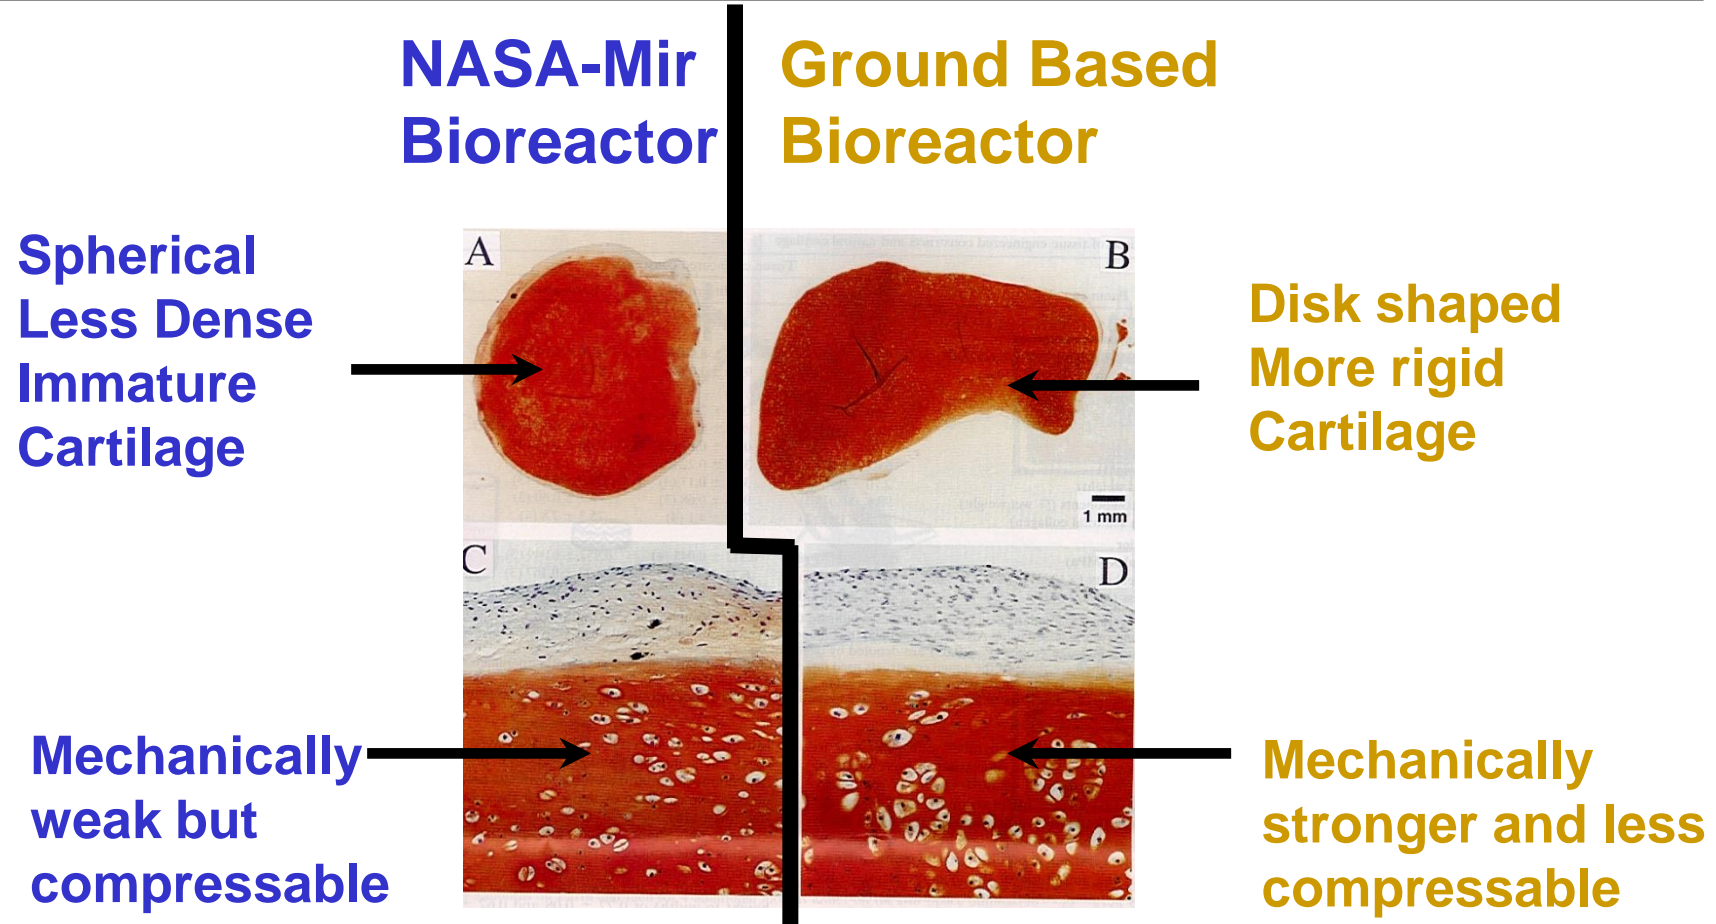 NASA-Mir
Bioreactor
Ground Based
Bioreactor
Spherical
Less Dense
Immature
Cartilage
A
B
Disk shaped
More rigid
Cartilage
1 mm
C
D
Mechanically
weak but
compressable
Mechanically
stronger and less
compressable